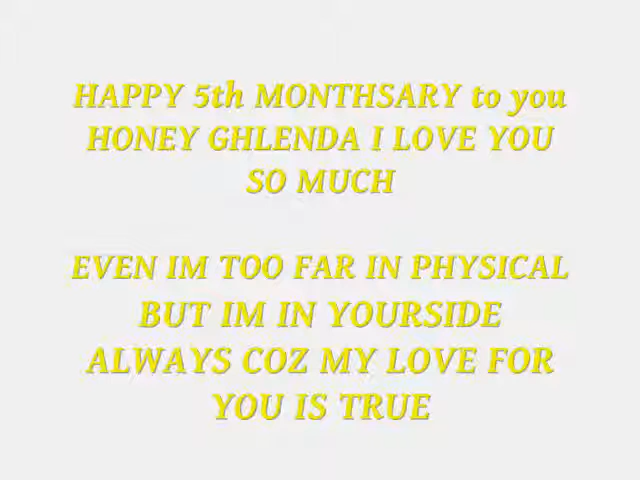 HAPPY 5th MONTHSARY to you
HONEY GHLENDA I LOVE YOU
SO MUCH
EVEN IM TOO FAR IN PHYSICAL
BUT IM IN YOURSIDE
ALWAYS COZ MY LOVE FOR
YOU IS TRUE